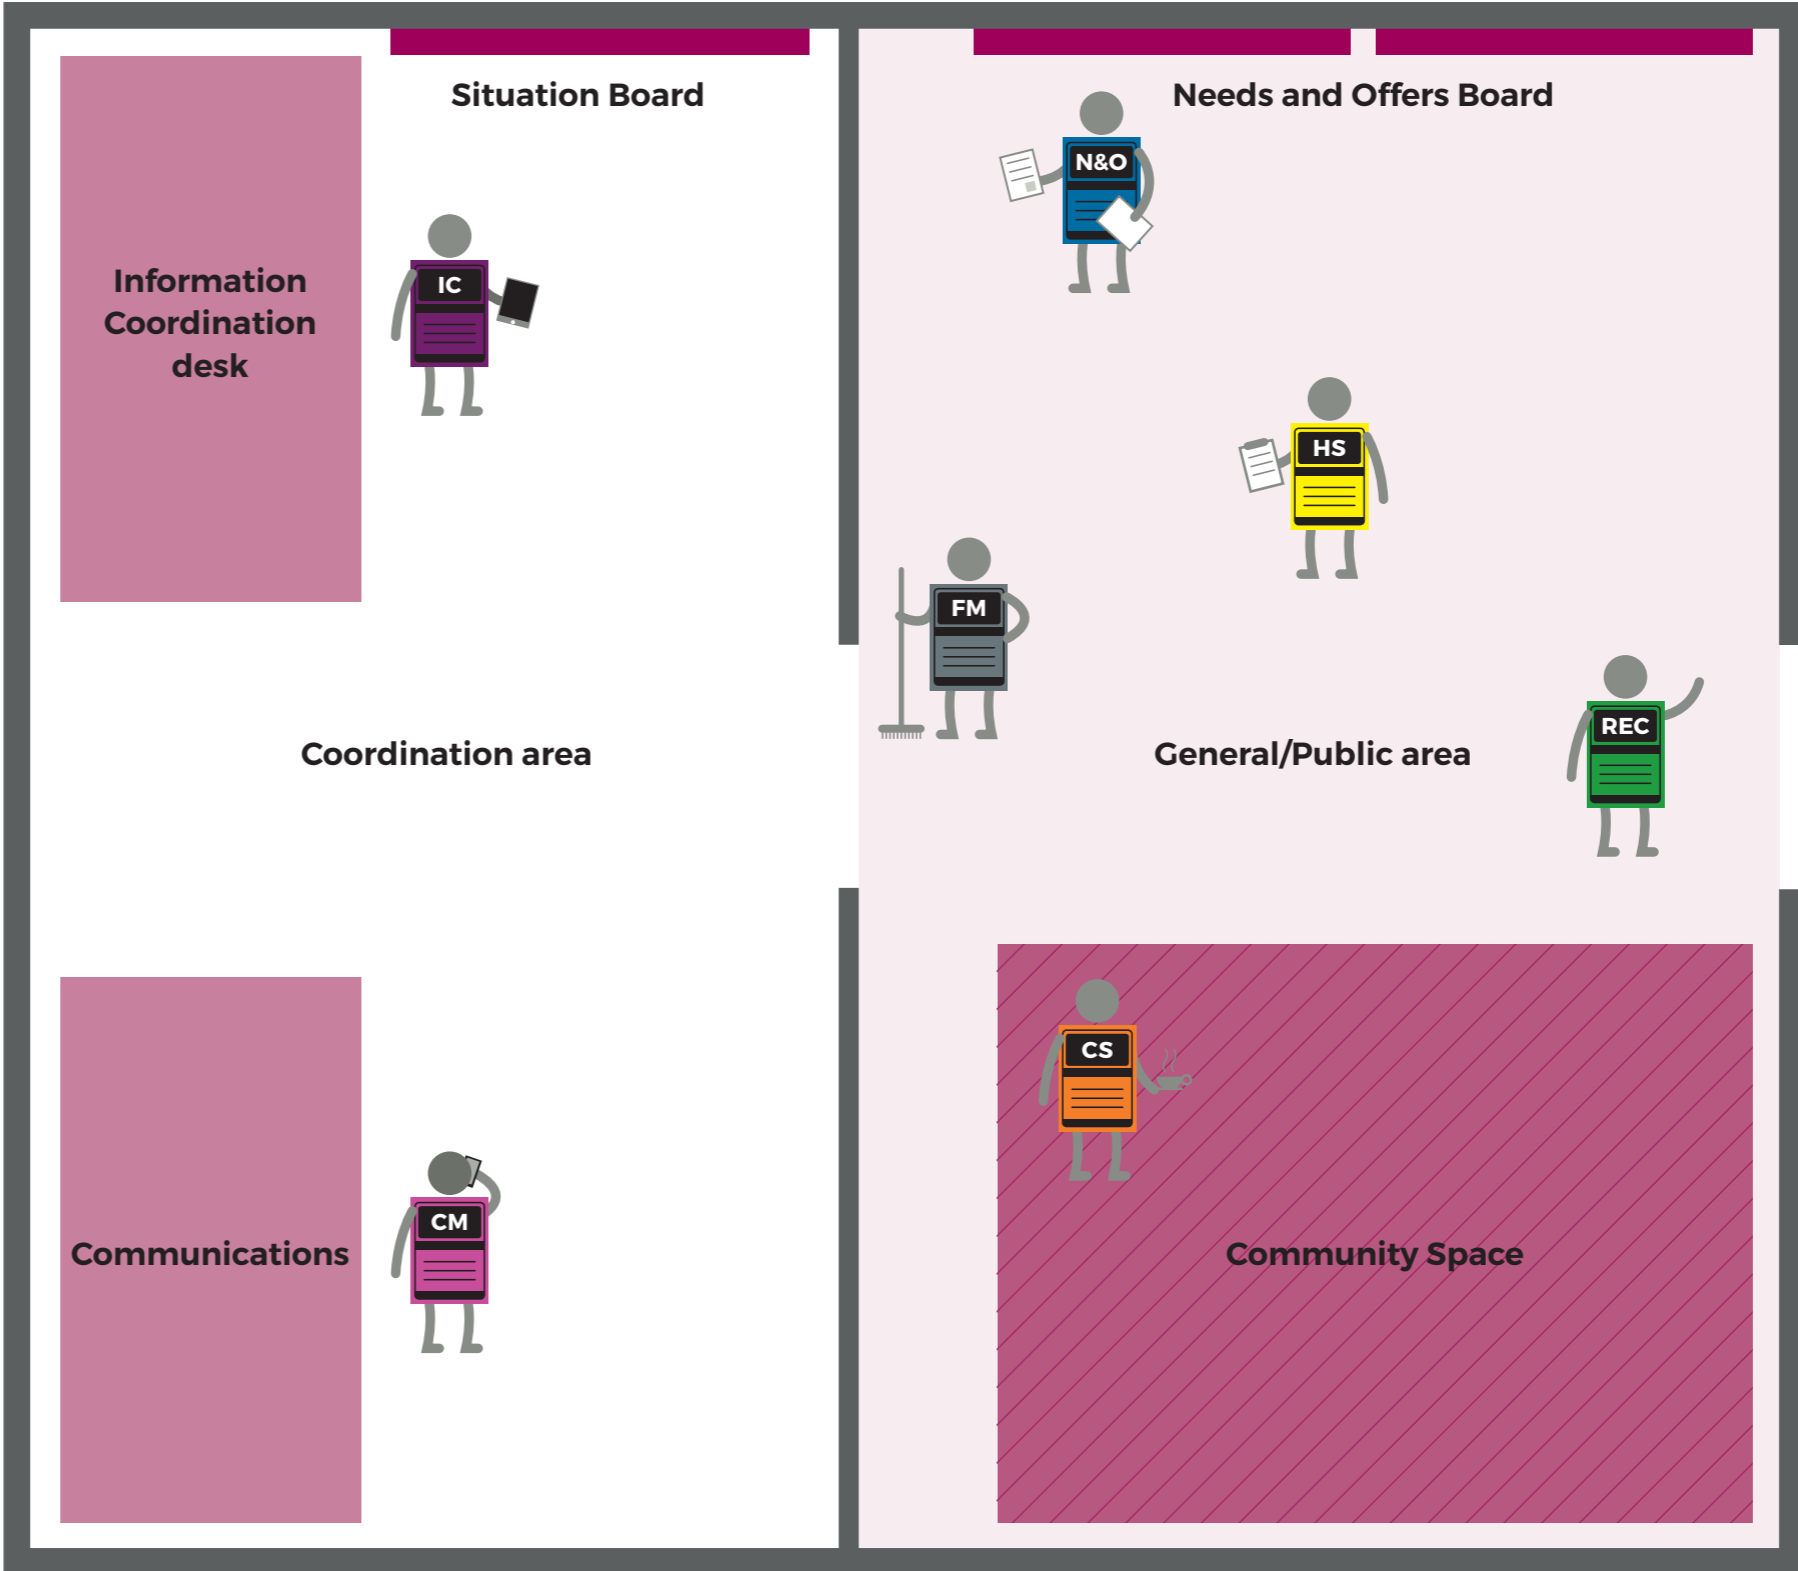 Situation Board
Needs and Offers Board
N&O
Information
Coordination
desk
IC
HS
FM
REC
Coordination area
General/Public area
CS
CM
Communications
Community Space